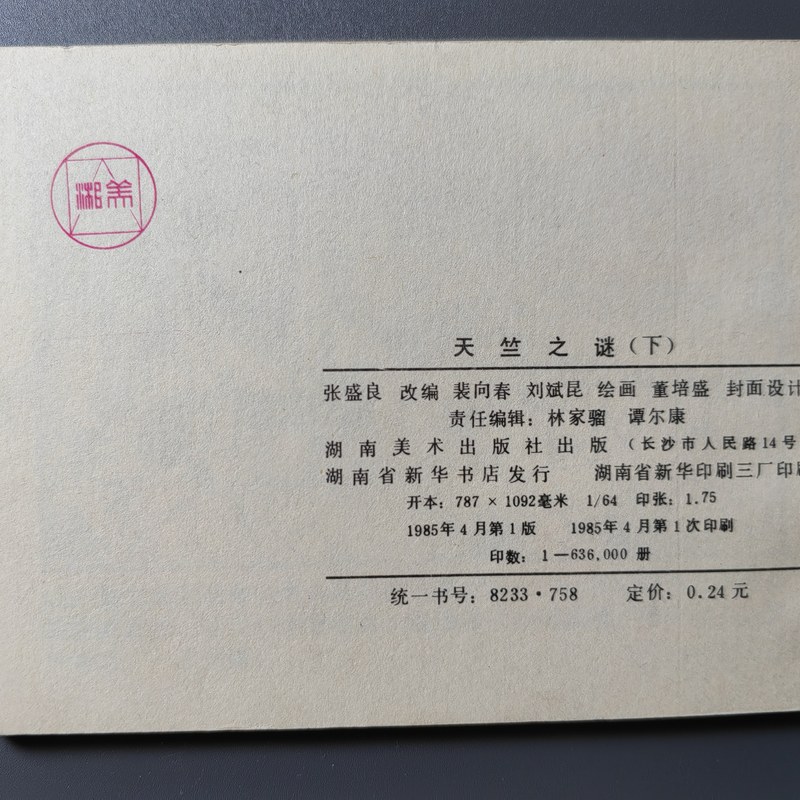 湘美
天竺之谜（下）
张盛良 改编 裴向春 刘斌昆 绘画 董培盛 封面设计
责任编辑：林家骝 谭尔康
湖南美术出版社出版（长沙市人民路14号
湖南省新华书店发行 湖南省新华印刷三厂印刷
开本：787×1092毫米 1/64 印张：1.75
1985年4月第1版 1985年4月第1次印刷
印数：1—636,000 册
统一书号：8233·758 定价：0.24元